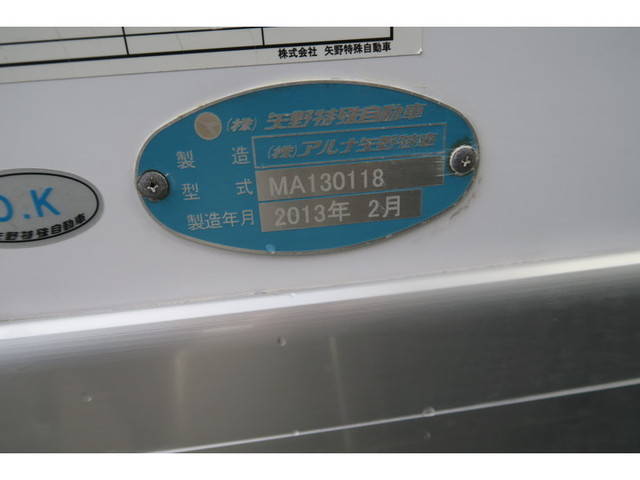 株式会社 矢野特殊自動車
(株) 矢野特殊自動車
製造 (株)アルナ矢野特車
型式 MA130118
製造年月 2013年 2月
O.K
矢野特殊自動車